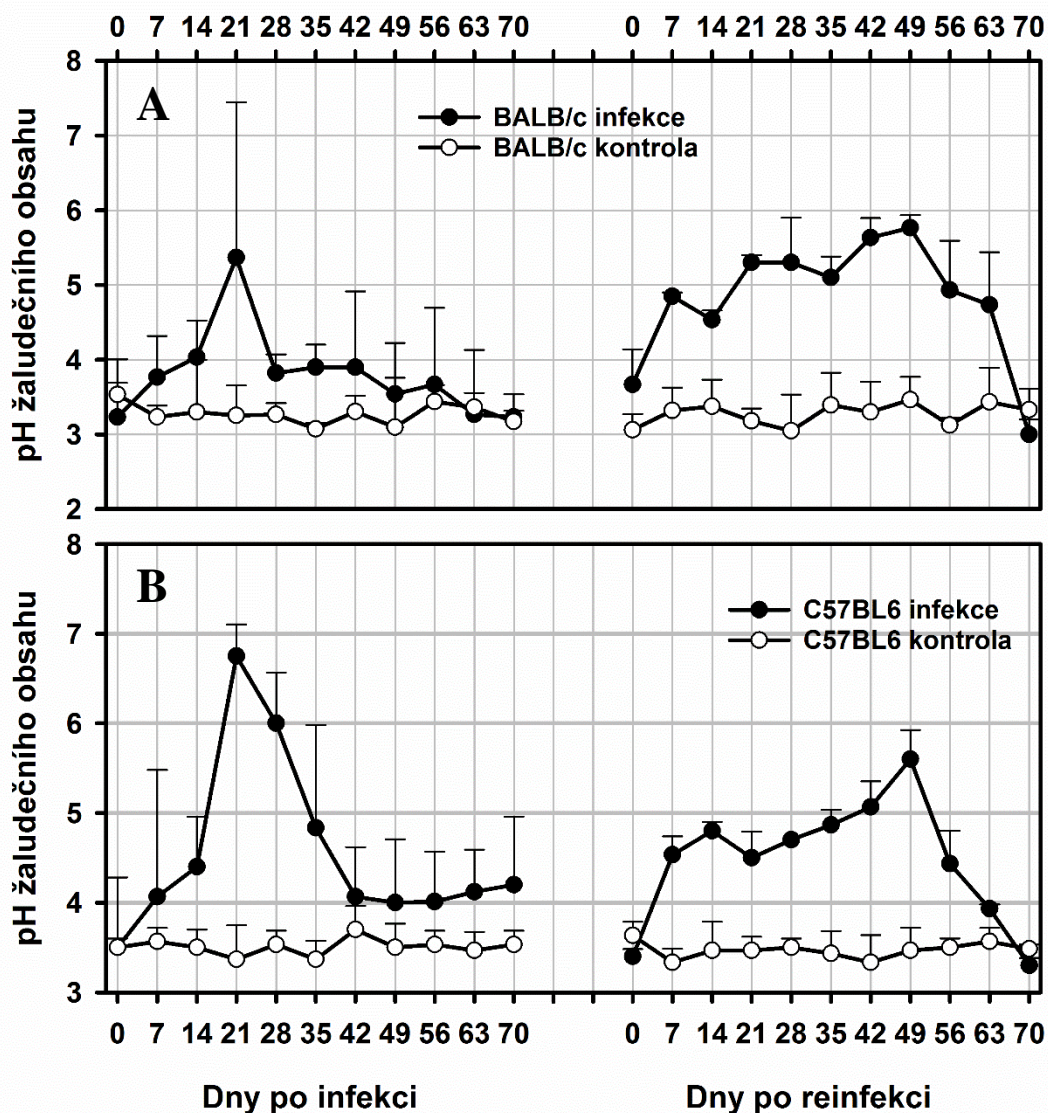 0 7 14 21 28 35 42 49 56 63 70 0 7 14 21 28 35 42 49 56 63 70
8
A
BALB/c infekce
BALB/c kontrola
7
6
5
4
3
2
pH žaludečního obsahu
8
B
C57BL6 infekce
C57BL6 kontrola
7
6
5
4
3
pH žaludečního obsahu
0 7 14 21 28 35 42 49 56 63 70 0 7 14 21 28 35 42 49 56 63 70
Dny po infekci Dny po reinfekci